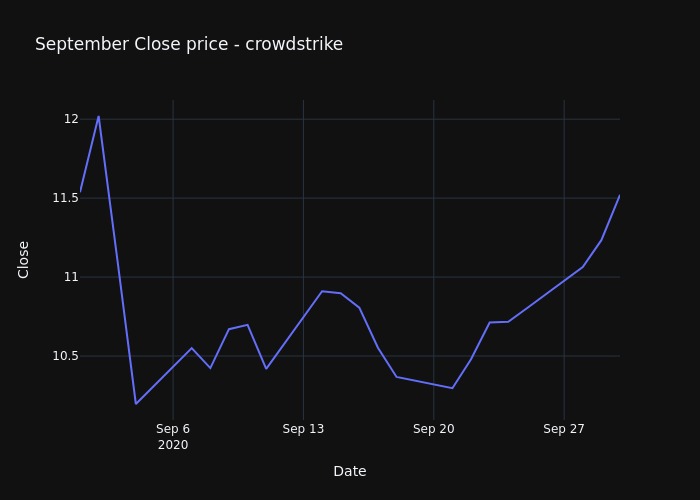 September Close price - crowdstrike
Close
12
11.5
11
10.5
Sep 6
2020
Sep 13
Sep 20
Sep 27
Date